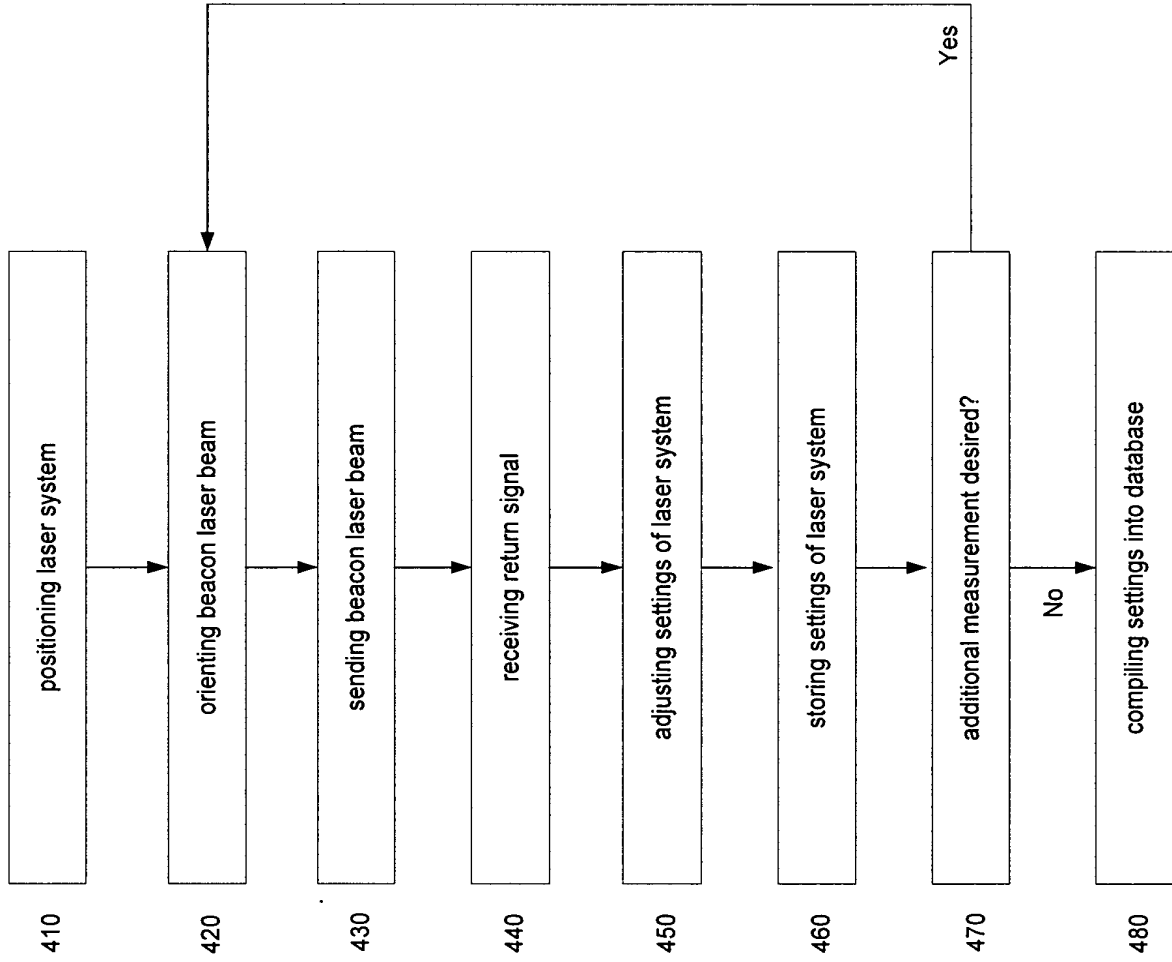 410
positioning laser system
420
orienting beacon laser beam
430
sending beacon laser beam
440
receiving return signal
450
adjusting settings of laser system
460
storing settings of laser system
470
additional measurement desired?
Yes
No
480
compiling settings into database